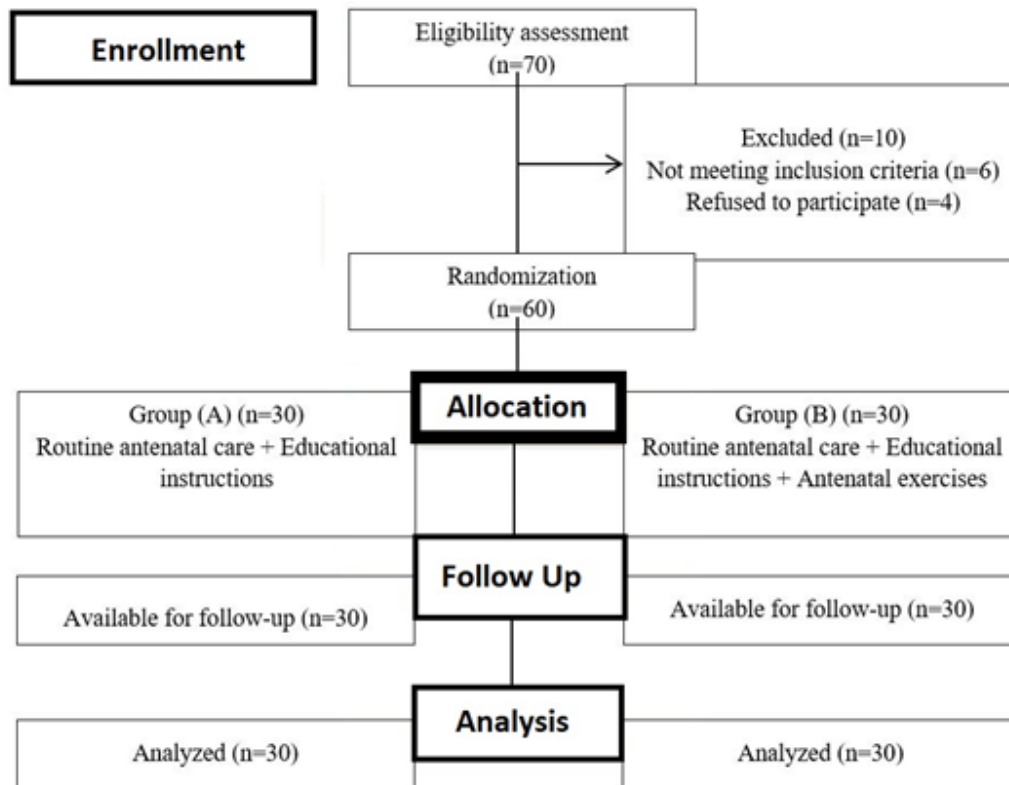 Enrollment
Eligibility assessment
(n=70)
Excluded (n=10)
Not meeting inclusion criteria (n=6)
Refused to participate (n=4)
Randomization
(n=60)
Allocation
Group (A) (n=30)
Routine antenatal care + Educational
instructions
Group (B) (n=30)
Routine antenatal care + Educational
instructions + Antenatal exercises
Follow Up
Available for follow-up (n=30)
Available for follow-up (n=30)
Analysis
Analyzed (n=30)
Analyzed (n=30)